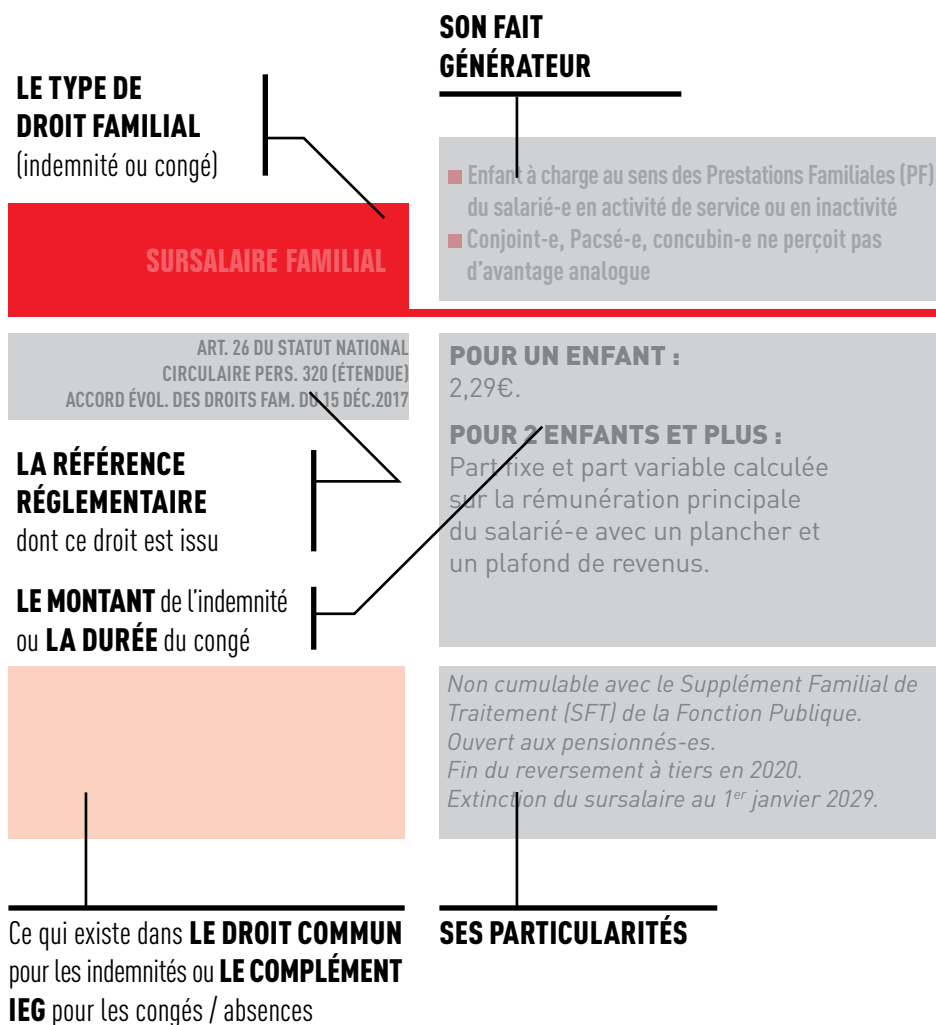 SON FAIT
GÉNÉRATEUR
LE TYPE DE
DROIT FAMILIAL
(indemnité ou congé)
■ Enfant à charge au sens des Prestations Familiales (PF)
du salarié-e en activité de service ou en inactivité
■ Conjoint-e, Pacsé-e, concubin-e ne perçoit pas
d’avantage analogue
SURSALAIRE FAMILIAL
ART. 26 DU STATUT NATIONAL
CIRCULAIRE PERS. 320 (ÉTENDUE)
ACCORD ÉVOL. DES DROITS FAM. DU 15 DÉC.2017
POUR UN ENFANT :
2,29€.
POUR 2 ENFANTS ET PLUS :
Part fixe et part variable calculée
sur la rémunération principale
du salarié-e avec un plancher et
un plafond de revenus.
LA RÉFÉRENCE
RÉGLEMENTAIRE
dont ce droit est issu
LE MONTANT de l’indemnité
ou LA DURÉE du congé
Non cumulable avec le Supplément Familial de
Traitement (SFT) de la Fonction Publique.
Ouvert aux pensionnés-es.
Fin du reversement à tiers en 2020.
Extinction du sursalaire au 1er janvier 2029.
Ce qui existe dans LE DROIT COMMUN
pour les indemnités ou LE COMPLÉMENT
IEG pour les congés / absences
SES PARTICULARITÉS